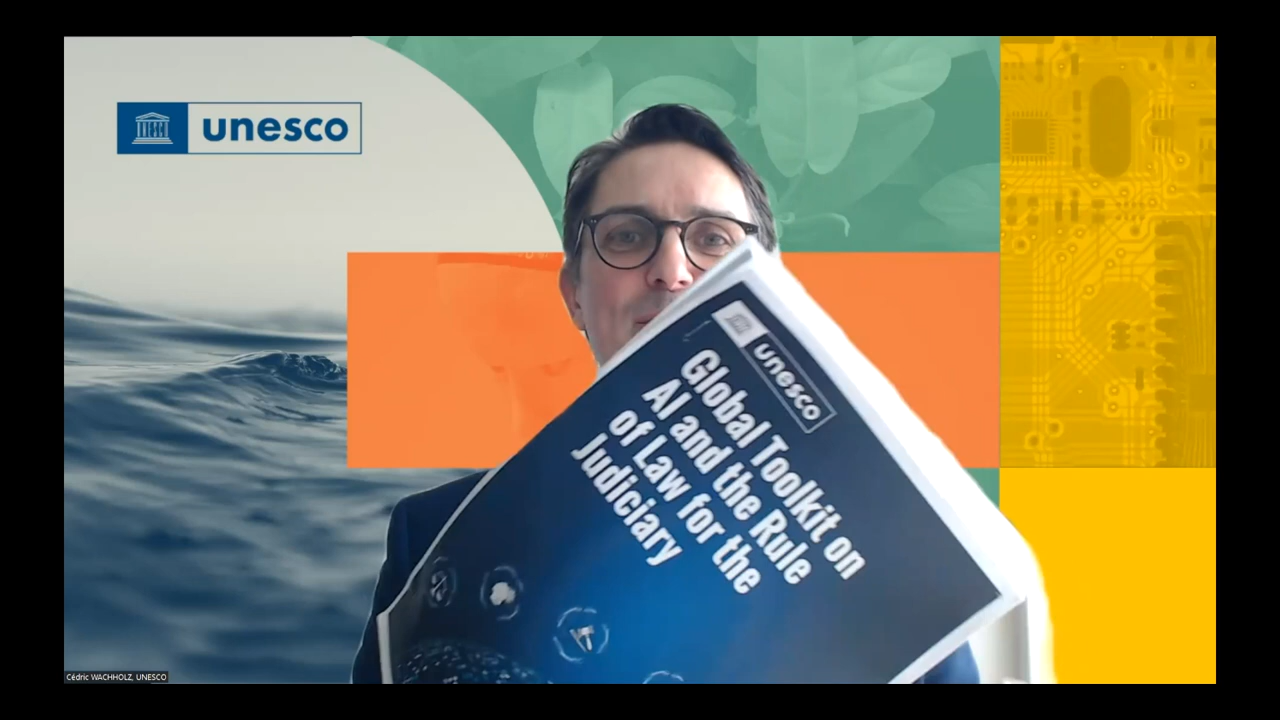 unesco
unesco
Global Toolkit on
AI and the Rule
of Law for the
Judiciary
Cédric WACHHOLZ, UNESCO